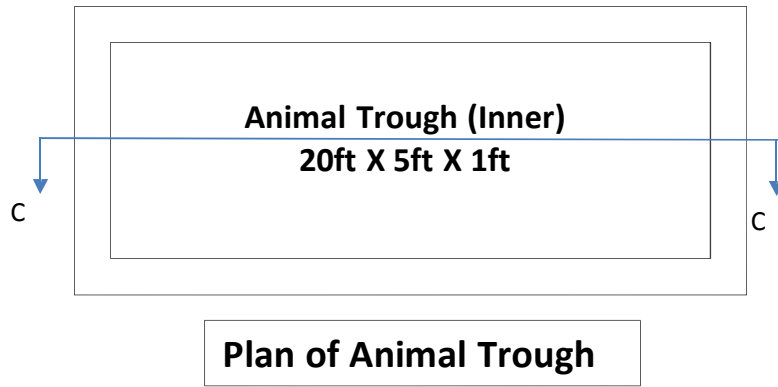 Animal Trough (Inner)
20ft X 5ft X 1ft
C
C
Plan of Animal Trough